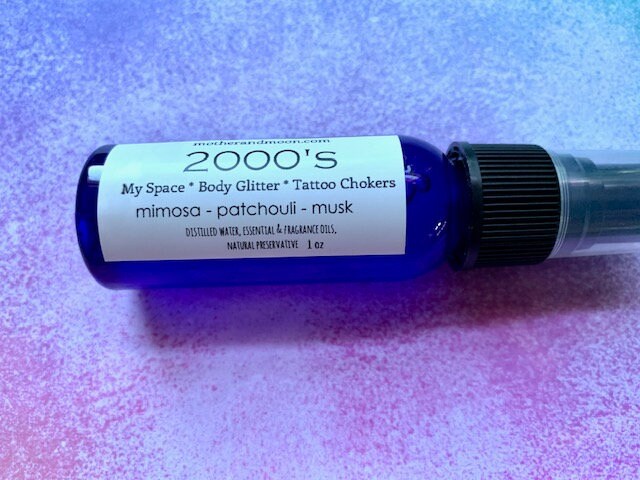 motherandmoon.com
2000's
My Space * Body Glitter * Tattoo Chokers
mimosa - patchouli - musk
DISTILLED WATER, ESSENTIAL & FRAGRANCE OILS,
NATURAL PRESERVATIVE 1 oz